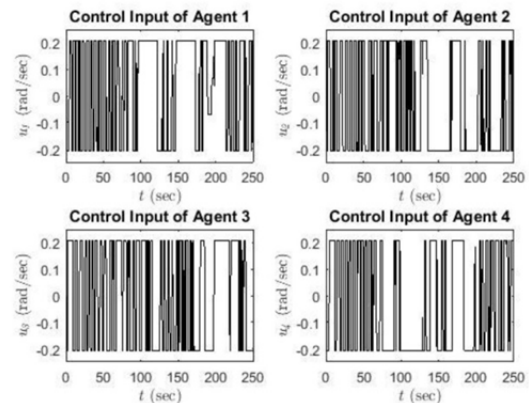 Control Input of Agent 1
0.2
0.1
0
-0.1
-0.2
u1 (rad/sec)
0 50 100 150 200 250
t (sec)
Control Input of Agent 2
0.2
0.1
0
-0.1
-0.2
u2 (rad/sec)
0 50 100 150 200 250
t (sec)
Control Input of Agent 3
0.2
0.1
0
-0.1
-0.2
u3 (rad/sec)
0 50 100 150 200 250
t (sec)
Control Input of Agent 4
0.2
0.1
0
-0.1
-0.2
u4 (rad/sec)
0 50 100 150 200 250
t (sec)